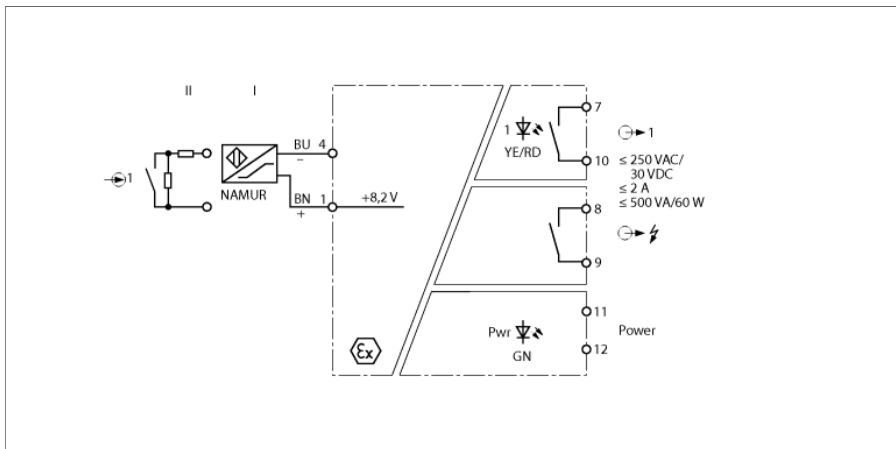 II I
1
NAMUR
BU 4
−
BN 1
+
+8,2 V
Ex
1
YE/RD
7
10
1
≤ 250 VAC/
30 VDC
≤ 2 A
≤ 500 VA/60 W
8
9
Pwr
GN
11
Power
12